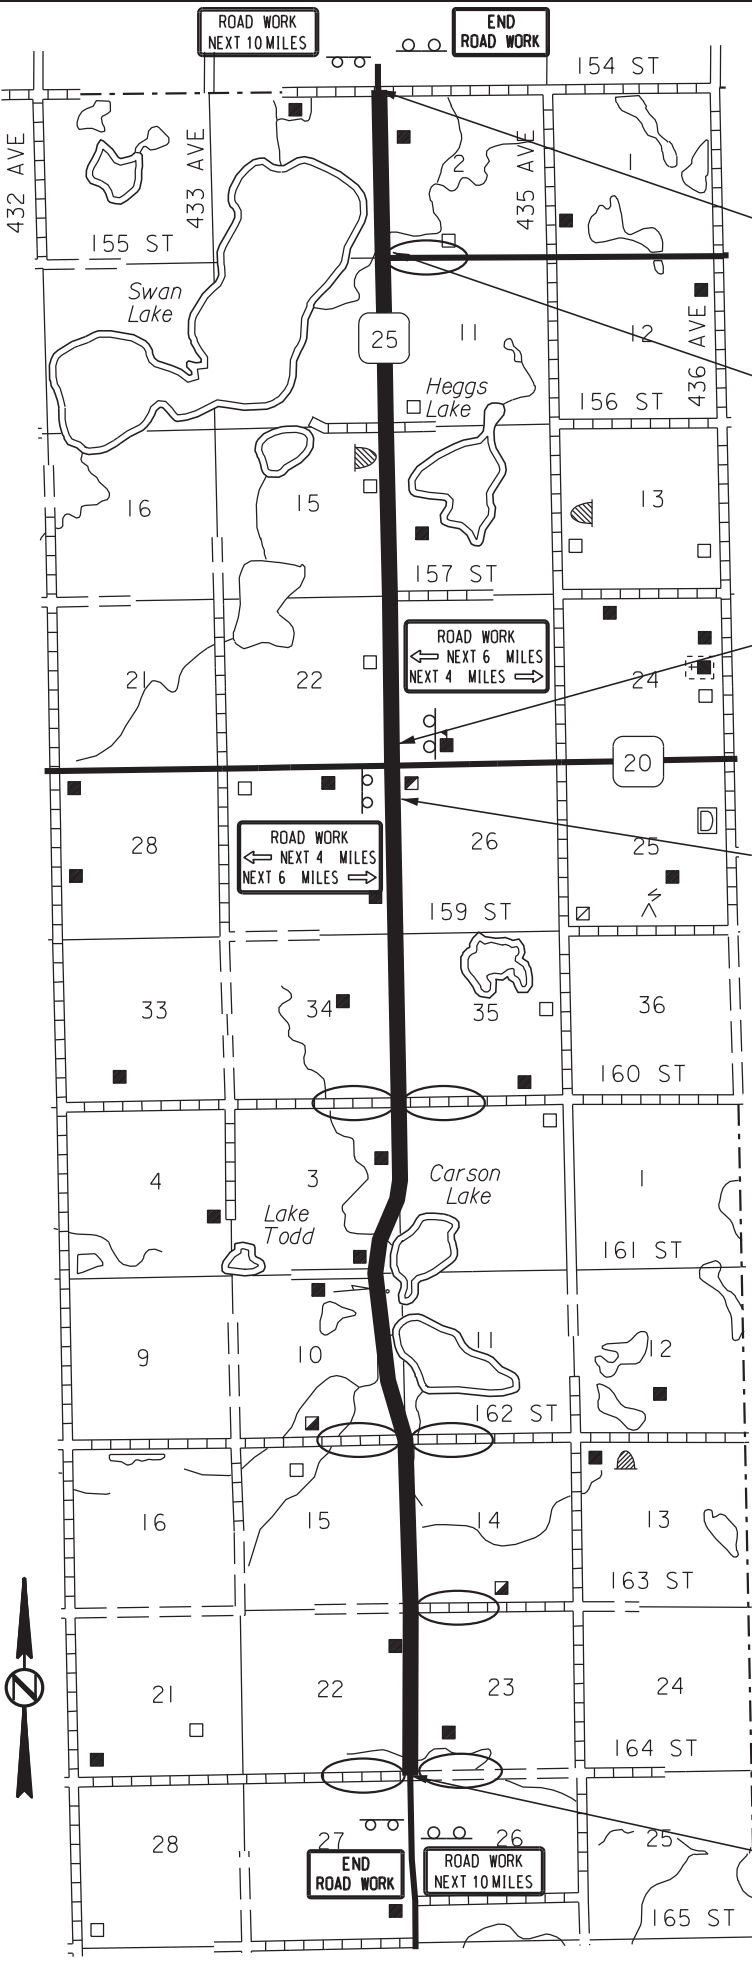 ROAD WORK
NEXT 10 MILES
END
ROAD WORK
154 ST
432 AVE
433 AVE
435 AVE
2
1
155 ST
Swan
Lake
25
11
12
436 AVE
Heggs
Lake
156 ST
16
15
13
157 ST
ROAD WORK
NEXT 6 MILES
NEXT 4 MILES
21
22
24
20
28
ROAD WORK
NEXT 4 MILES
NEXT 6 MILES
26
25
159 ST
33
34
35
36
160 ST
4
3
Carson
Lake
1
Lake
Todd
161 ST
9
10
11
12
162 ST
16
15
14
13
163 ST
N
21
22
23
24
164 ST
28
27
26
25
END
ROAD WORK
ROAD WORK
NEXT 10 MILES
165 ST